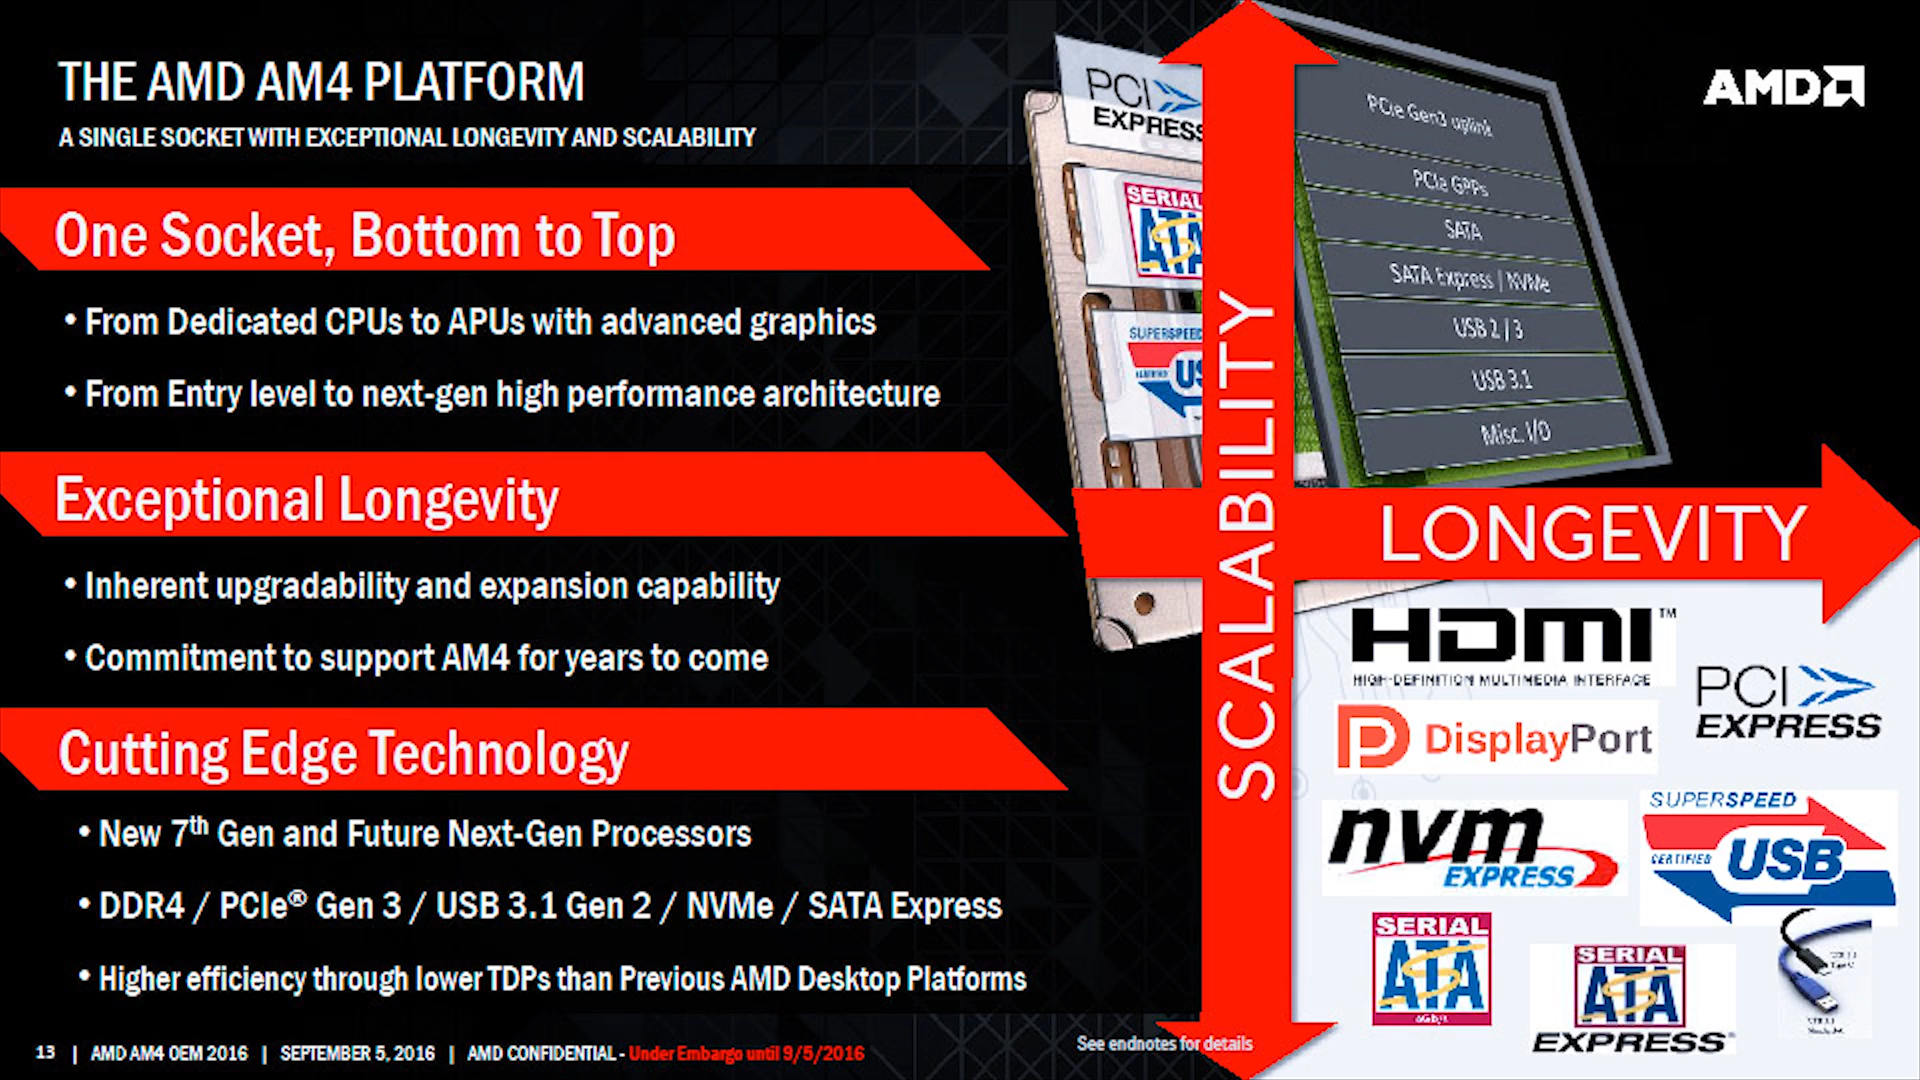 THE AMD AM4 PLATFORM
A SINGLE SOCKET WITH EXCEPTIONAL LONGEVITY AND SCALABILITY
AMD
One Socket, Bottom to Top
• From Dedicated CPUs to APUs with advanced graphics
• From Entry level to next-gen high performance architecture
Exceptional Longevity
• Inherent upgradability and expansion capability
• Commitment to support AM4 for years to come
Cutting Edge Technology
• New 7th Gen and Future Next-Gen Processors
• DDR4 / PCIe® Gen 3 / USB 3.1 Gen 2 / NVMe / SATA Express
• Higher efficiency through lower TDPs than Previous AMD Desktop Platforms
PCI
EXPRESS
SERIAL
ATA
SUPERSPEED
CERTIFIED
US
PCIe Gen3 uplink
PCIe GPPs
SATA
SATA Express | NVMe
USB 2 / 3
USB 3.1
Misc. I/O
SCALABILITY
LONGEVITY
HDMI™
HIGH-DEFINITION MULTIMEDIA INTERFACE
PCI
EXPRESS
DisplayPort
nvm
EXPRESS
SUPERSPEED
CERTIFIED
USB
SERIAL
ATA
6Gb/s
SERIAL
ATA
EXPRESS
See endnotes for details
13 | AMD AM4 OEM 2016 | SEPTEMBER 5, 2016 | AMD CONFIDENTIAL - Under Embargo until 9/5/2016